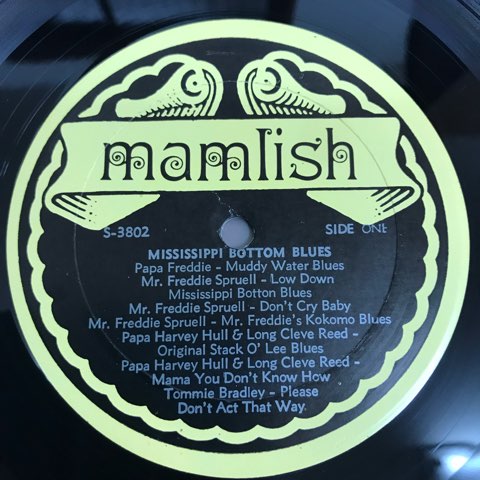 mamlish
S-3802 SIDE ONE
MISSISSIPPI BOTTOM BLUES
Papa Freddie - Muddy Water Blues
Mr. Freddie Spruell - Low Down
Mississippi Botton Blues
Mr. Freddie Spruell - Don't Cry Baby
Mr. Freddie Spruell - Mr. Freddie's Kokomo Blues
Papa Harvey Hull & Long Cleve Reed -
Original Stack O' Lee Blues
Papa Harvey Hull & Long Cleve Reed -
Mama You Don't Know How
Tommie Bradley - Please
Don't Act That Way.